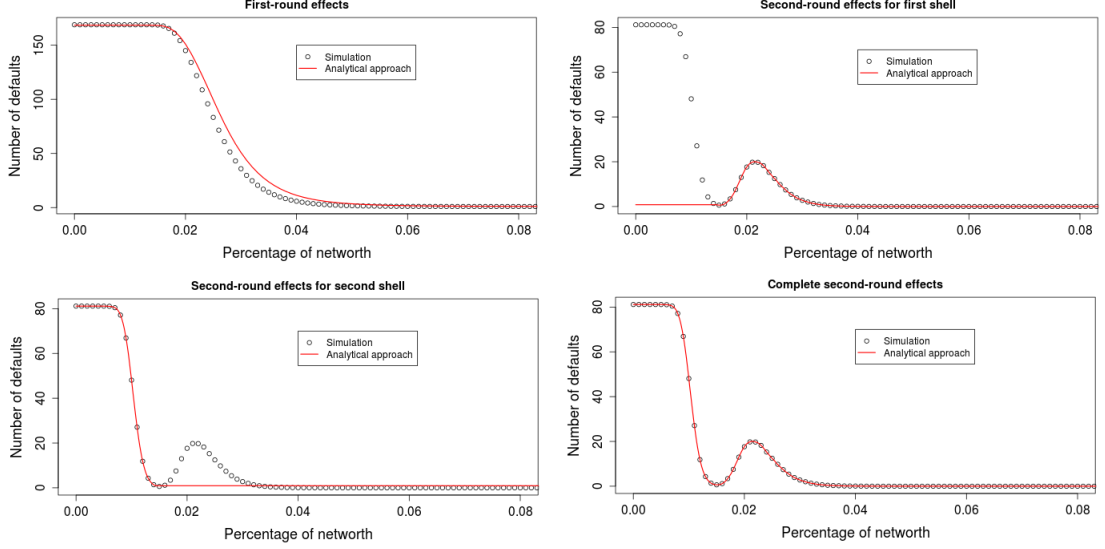 First-round effects
Number of defaults
0
50
100
150
Simulation
Analytical approach
0.00 0.02 0.04 0.06 0.08
Percentage of networth
Second-round effects for first shell
Number of defaults
0
20
40
60
80
Simulation
Analytical approach
0.00 0.02 0.04 0.06 0.08
Percentage of networth
Second-round effects for second shell
Number of defaults
0
20
40
60
80
Simulation
Analytical approach
0.00 0.02 0.04 0.06 0.08
Percentage of networth
Complete second-round effects
Number of defaults
0
20
40
60
80
Simulation
Analytical approach
0.00 0.02 0.04 0.06 0.08
Percentage of networth